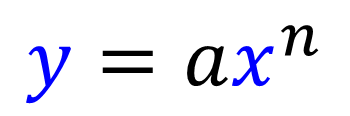 y = axⁿ